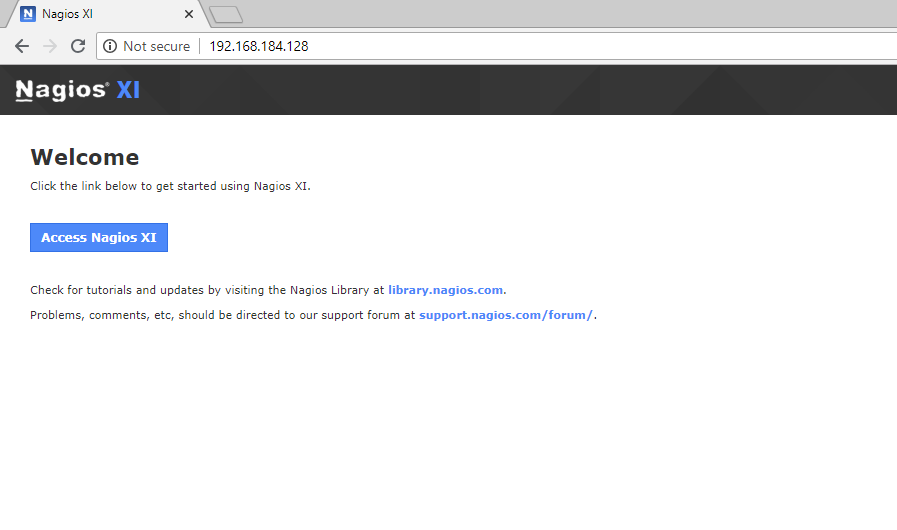 Nagios XI
Not secure 192.168.184.128
Nagios® XI
Welcome
Click the link below to get started using Nagios XI.
Access Nagios XI
Check for tutorials and updates by visiting the Nagios Library at library.nagios.com.
Problems, comments, etc, should be directed to our support forum at support.nagios.com/forum/.